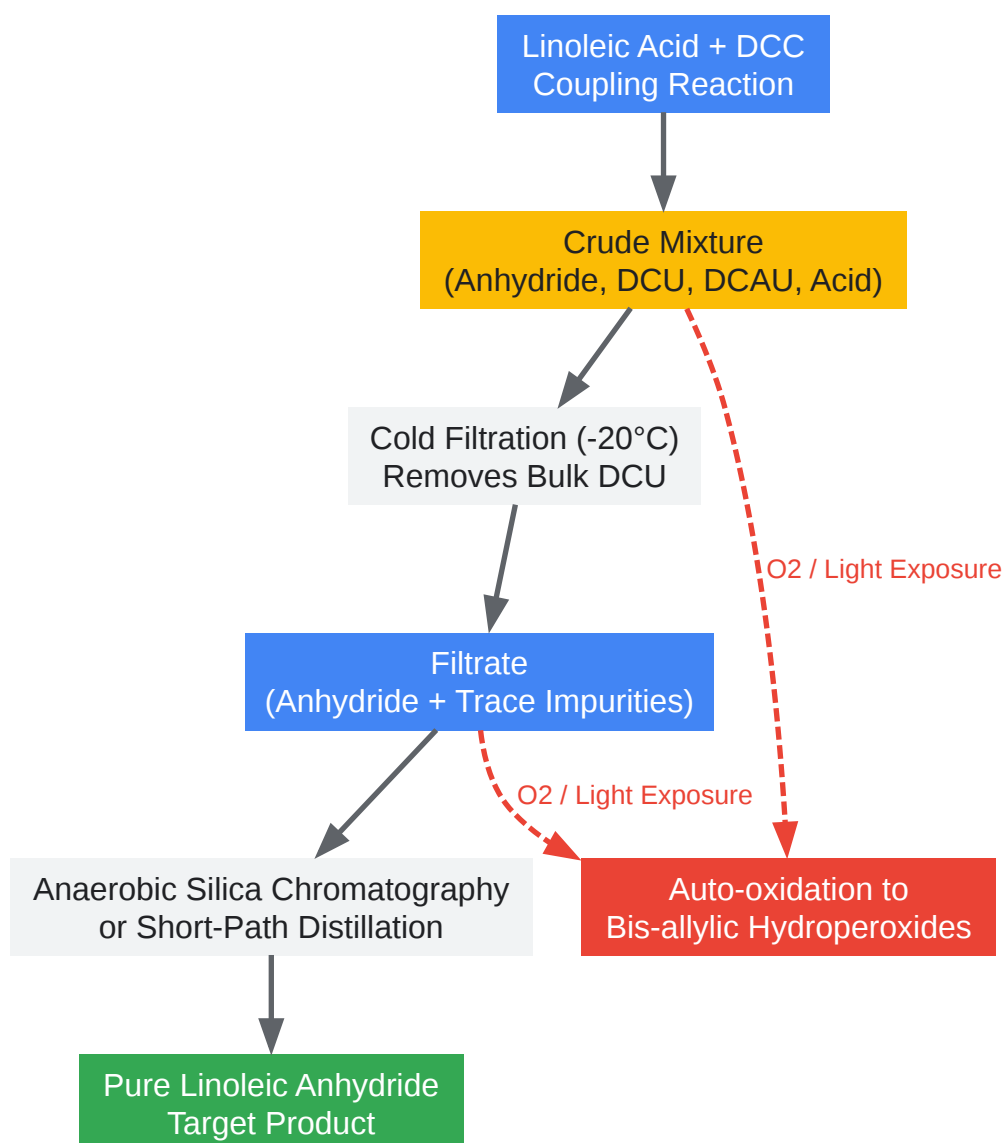 Linoleic Acid + DCC
Coupling Reaction
Crude Mixture
(Anhydride, DCU, DCAU, Acid)
Cold Filtration (-20°C)
Removes Bulk DCU
O2 / Light Exposure
Filtrate
(Anhydride + Trace Impurities)
O2 / Light Exposure
Anaerobic Silica Chromatography
or Short-Path Distillation
Auto-oxidation to
Bis-allylic Hydroperoxides
Pure Linoleic Anhydride
Target Product